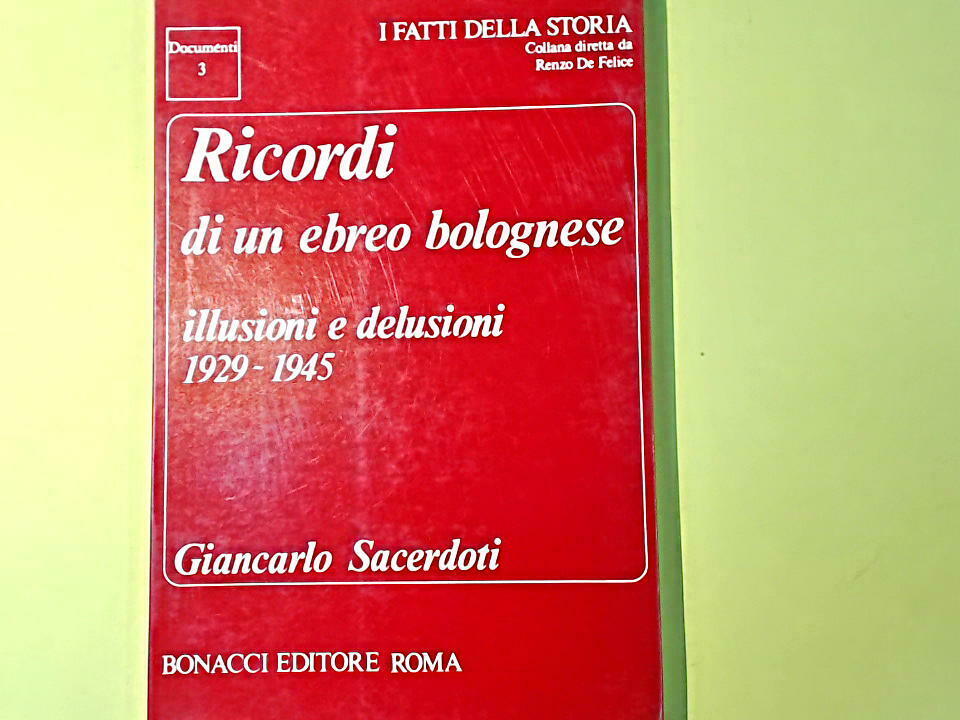 Documenti
3
I FATTI DELLA STORIA
Collana diretta da
Renzo De Felice
Ricordi
di un ebreo bolognese
illusioni e delusioni
1929 - 1945
Giancarlo Sacerdoti
BONACCI EDITORE ROMA